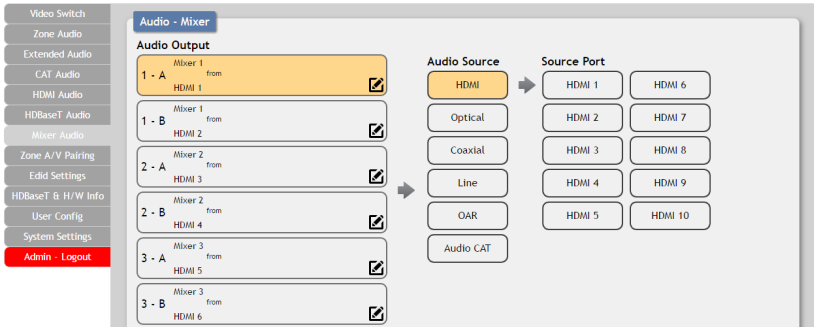 Video Switch
Zone Audio
Extended Audio
CAT Audio
HDMI Audio
HDBaseT Audio
Mixer Audio
Zone A/V Pairing
Edid Settings
HDBaseT & H/W Info
User Config
System Settings
Admin - Logout
Audio - Mixer
Audio Output
1 - A
Mixer 1
from
HDMI 1
1 - B
Mixer 1
from
HDMI 2
2 - A
Mixer 2
from
HDMI 3
2 - B
Mixer 2
from
HDMI 4
3 - A
Mixer 3
from
HDMI 5
3 - B
Mixer 3
from
HDMI 6
Audio Source
HDMI
Optical
Coaxial
Line
OAR
Audio CAT
Source Port
HDMI 1 HDMI 6
HDMI 2 HDMI 7
HDMI 3 HDMI 8
HDMI 4 HDMI 9
HDMI 5 HDMI 10